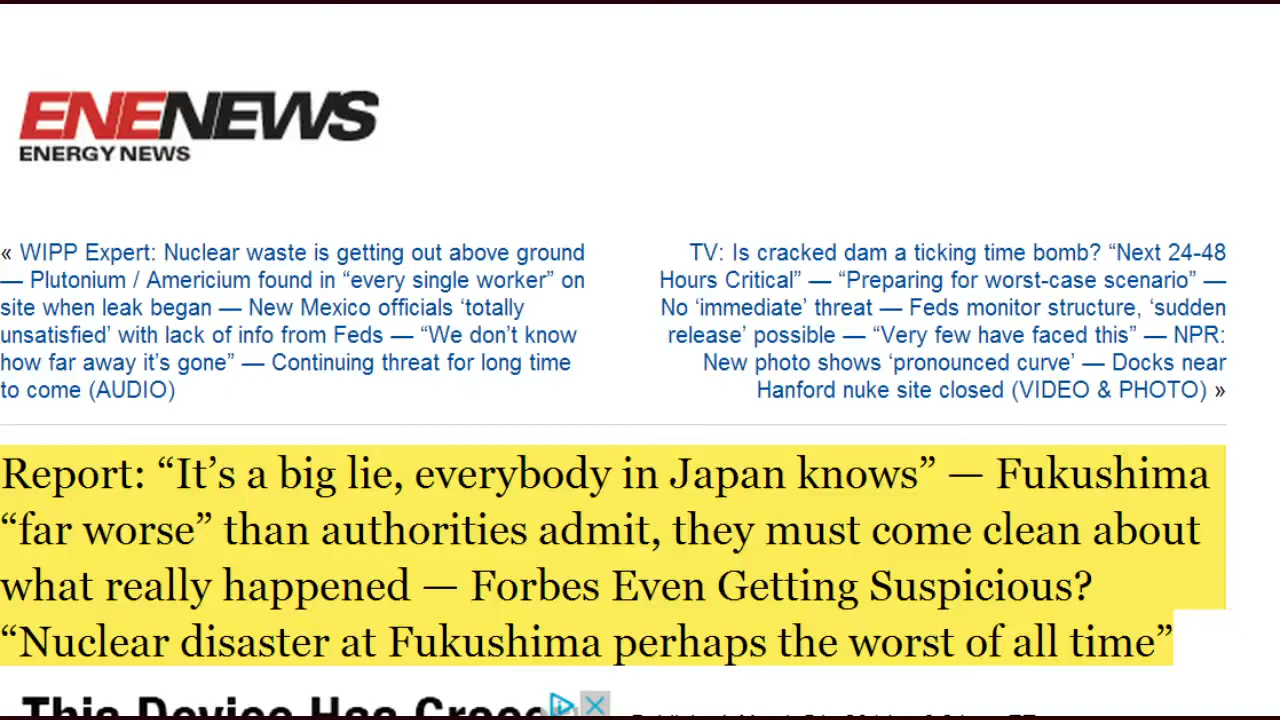 ENENEWS
ENERGY NEWS
« WIPP Expert: Nuclear waste is getting out above ground
— Plutonium / Americium found in “every single worker” on
site when leak began — New Mexico officials ‘totally
unsatisfied’ with lack of info from Feds — “We don’t know
how far away it’s gone” — Continuing threat for long time
to come (AUDIO)
TV: Is cracked dam a ticking time bomb? “Next 24-48
Hours Critical” — “Preparing for worst-case scenario” —
No ‘immediate’ threat — Feds monitor structure, ‘sudden
release’ possible — “Very few have faced this” — NPR:
New photo shows ‘pronounced curve’ — Docks near
Hanford nuke site closed (VIDEO & PHOTO) »
Report: “It’s a big lie, everybody in Japan knows” — Fukushima
“far worse” than authorities admit, they must come clean about
what really happened — Forbes Even Getting Suspicious?
“Nuclear disaster at Fukushima perhaps the worst of all time”
This Device Has